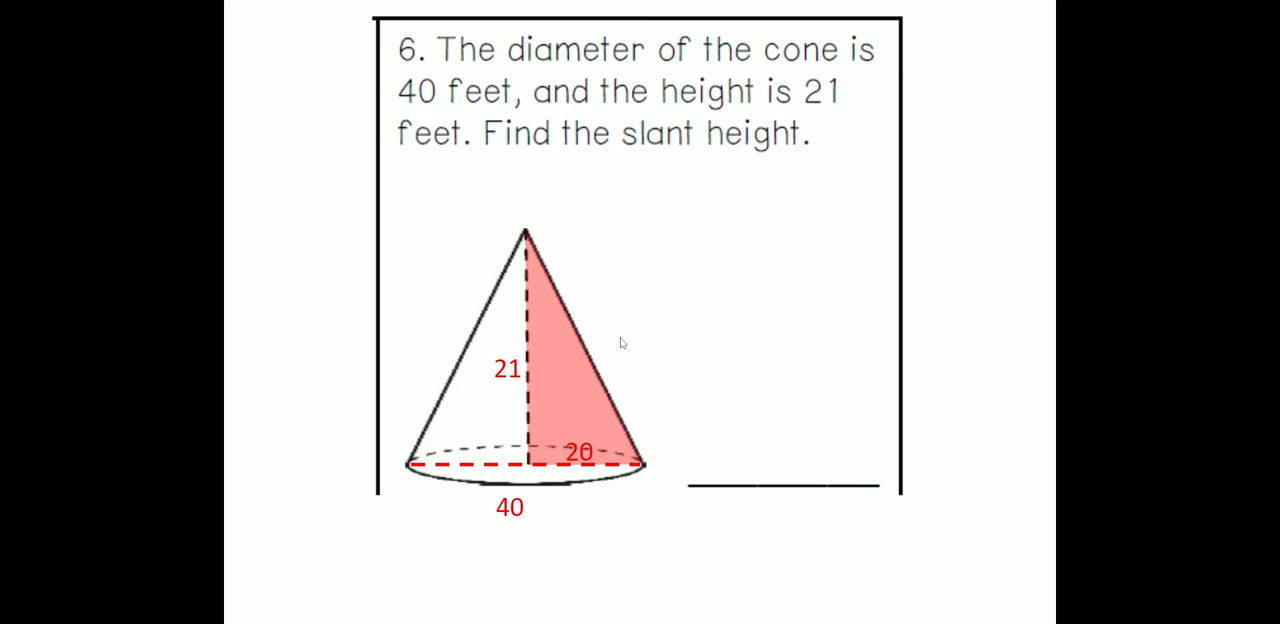 6. The diameter of the cone is
40 feet, and the height is 21
feet. Find the slant height.
21
20
40